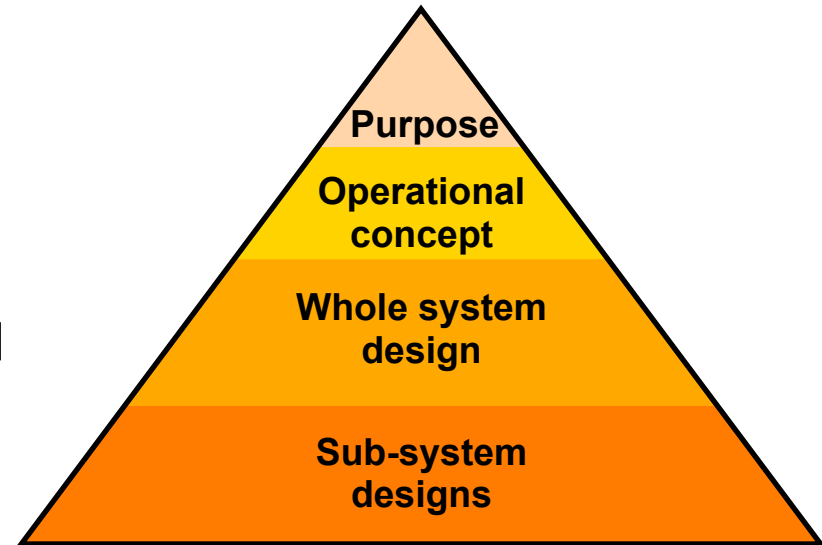 Purpose
Operational
concept
Whole system
design
Sub-system
designs